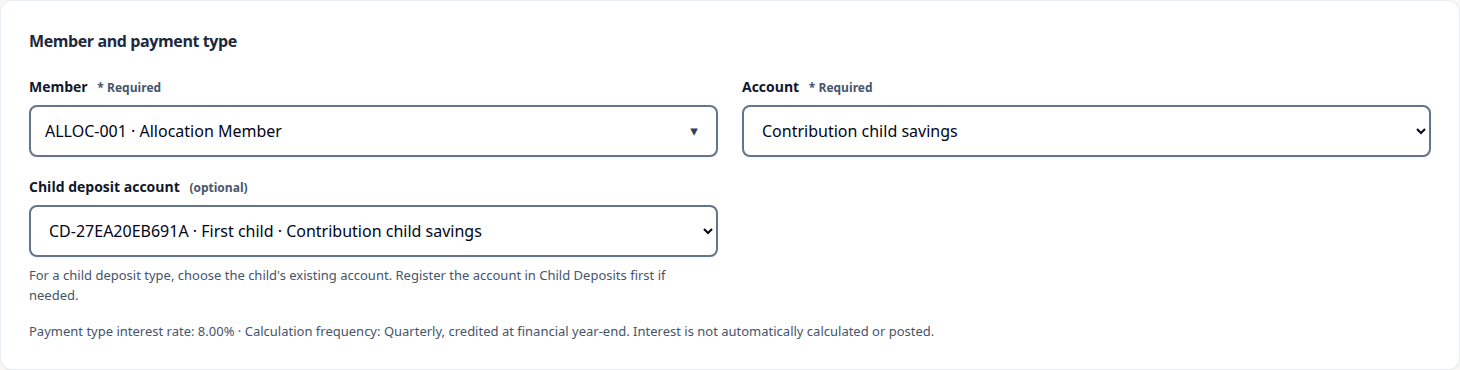 Member and payment type
Member * Required
Account * Required
ALLOC-001 · Allocation Member
Contribution child savings
Child deposit account (optional)
CD-27EA20EB691A · First child · Contribution child savings
For a child deposit type, choose the child's existing account. Register the account in Child Deposits first if
needed.
Payment type interest rate: 8.00% · Calculation frequency: Quarterly, credited at financial year-end. Interest is not automatically calculated or posted.